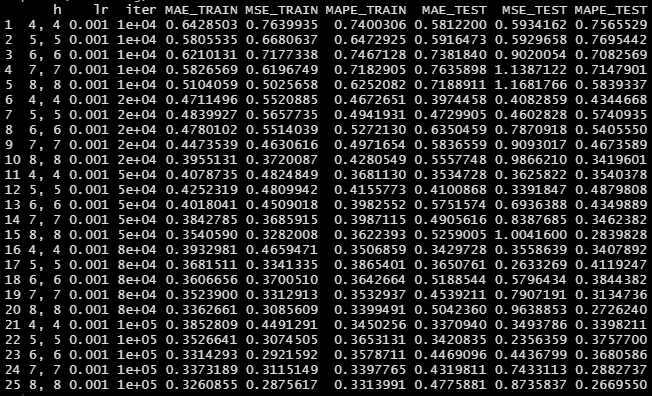 h lr iter MAE_TRAIN MSE_TRAIN MAPE_TRAIN MAE_TEST MSE_TEST MAPE_TEST
1 4, 4 0.001 1e+04 0.6428503 0.7639935 0.7400306 0.5812200 0.5934162 0.7565529
2 5, 5 0.001 1e+04 0.5805535 0.6680637 0.6472925 0.5916473 0.5929658 0.7695442
3 6, 6 0.001 1e+04 0.6210131 0.7177338 0.7467128 0.7381840 0.9020054 0.7082569
4 7, 7 0.001 1e+04 0.5826569 0.6196749 0.7182905 0.7635898 1.1387122 0.7147901
5 8, 8 0.001 1e+04 0.5104059 0.5025658 0.6252082 0.7188911 1.1681766 0.5839337
6 4, 4 0.001 2e+04 0.4711496 0.5520885 0.4672651 0.3974458 0.4082859 0.4344668
7 5, 5 0.001 2e+04 0.4839927 0.5657735 0.4941931 0.4729905 0.4602828 0.5740935
8 6, 6 0.001 2e+04 0.4780102 0.5514039 0.5272130 0.6350459 0.7870918 0.5405550
9 7, 7 0.001 2e+04 0.4473539 0.4630616 0.4971654 0.5836559 0.9093017 0.4673589
10 8, 8 0.001 2e+04 0.3955131 0.3720087 0.4280549 0.5557748 0.9866210 0.3419601
11 4, 4 0.001 5e+04 0.4078735 0.4824849 0.3681130 0.3534728 0.3625822 0.3540378
12 5, 5 0.001 5e+04 0.4252319 0.4809942 0.4155773 0.4100868 0.3391847 0.4879808
13 6, 6 0.001 5e+04 0.4018041 0.4509018 0.3982552 0.5751574 0.6936388 0.4349889
14 7, 7 0.001 5e+04 0.3842785 0.3685915 0.3987115 0.4905616 0.8387685 0.3462382
15 8, 8 0.001 5e+04 0.3540590 0.3282008 0.3622393 0.5259005 1.0041600 0.2839828
16 4, 4 0.001 8e+04 0.3932981 0.4659471 0.3506859 0.3429728 0.3558639 0.3407892
17 5, 5 0.001 8e+04 0.3681511 0.3341335 0.3865401 0.3650761 0.2633269 0.4119247
18 6, 6 0.001 8e+04 0.3606656 0.3700510 0.3642664 0.5188544 0.5796434 0.3844382
19 7, 7 0.001 8e+04 0.3523900 0.3312913 0.3532937 0.4539211 0.7907191 0.3134736
20 8, 8 0.001 8e+04 0.3362661 0.3085609 0.3399491 0.5042360 0.9638853 0.2726240
21 4, 4 0.001 1e+05 0.3852809 0.4491291 0.3450256 0.3370940 0.3493786 0.3398211
22 5, 5 0.001 1e+05 0.3526641 0.3074505 0.3653131 0.3420835 0.2356359 0.3757700
23 6, 6 0.001 1e+05 0.3314293 0.2921592 0.3578711 0.4469096 0.4436799 0.3680586
24 7, 7 0.001 1e+05 0.3373189 0.3115149 0.3397765 0.4319811 0.7433113 0.2882737
25 8, 8 0.001 1e+05 0.3260855 0.2875617 0.3313991 0.4775881 0.8735837 0.2669550